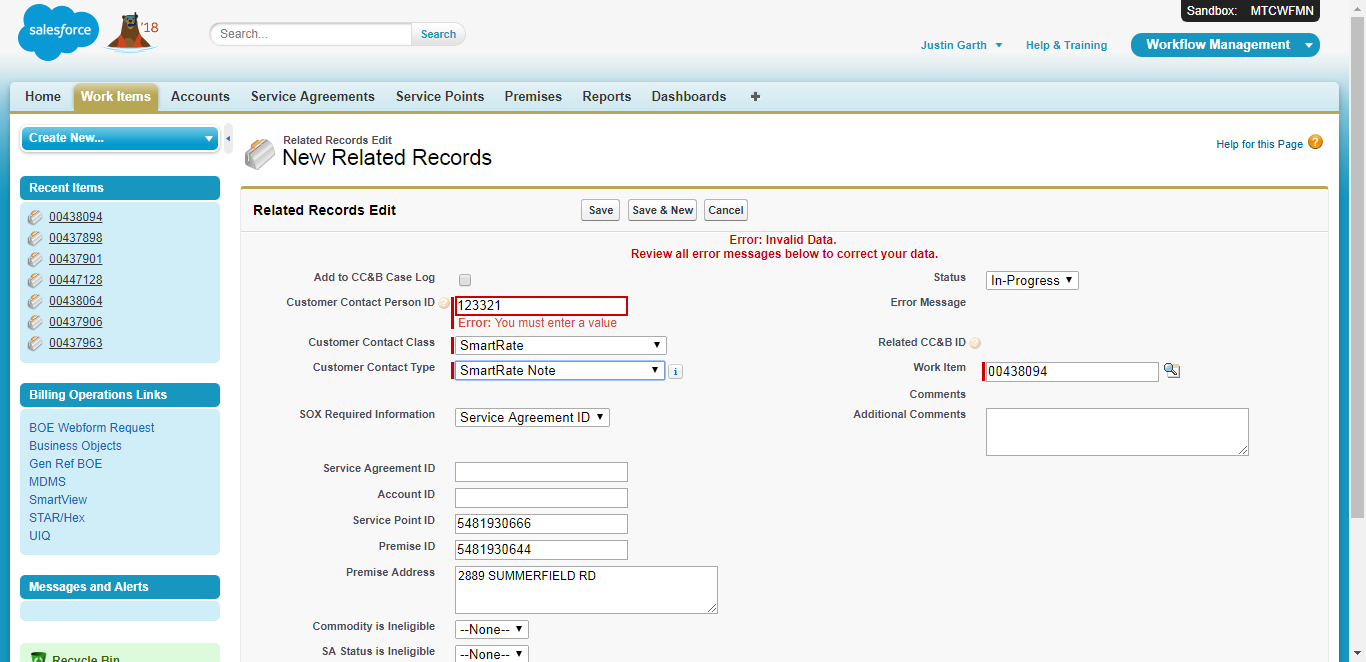 Sandbox: MTCWFMN
salesforce
'18
Search...
Search
Justin Garth
Help & Training
Workflow Management
Home
Work Items
Accounts
Service Agreements
Service Points
Premises
Reports
Dashboards
+
Create New...
Recent Items
00438094
00437898
00437901
00447128
00438064
00437906
00437963
Billing Operations Links
BOE Webform Request
Business Objects
Gen Ref BOE
MDMS
SmartView
STAR/Hex
UIQ
Messages and Alerts
Recycle Bin
Related Records Edit
New Related Records
Help for this Page ?
Related Records Edit
Save
Save & New
Cancel
Error: Invalid Data.
Review all error messages below to correct your data.
Add to CC&B Case Log
Status
In-Progress
Customer Contact Person ID ?
123321
Error: You must enter a value
Error Message
Customer Contact Class
SmartRate
Related CC&B ID ?
Customer Contact Type
SmartRate Note
i
Work Item
00438094
Comments
SOX Required Information
Service Agreement ID
Additional Comments
Service Agreement ID
Account ID
Service Point ID
5481930666
Premise ID
5481930644
Premise Address
2889 SUMMERFIELD RD
Commodity is Ineligible
--None--
SA Status is Ineligible
--None--